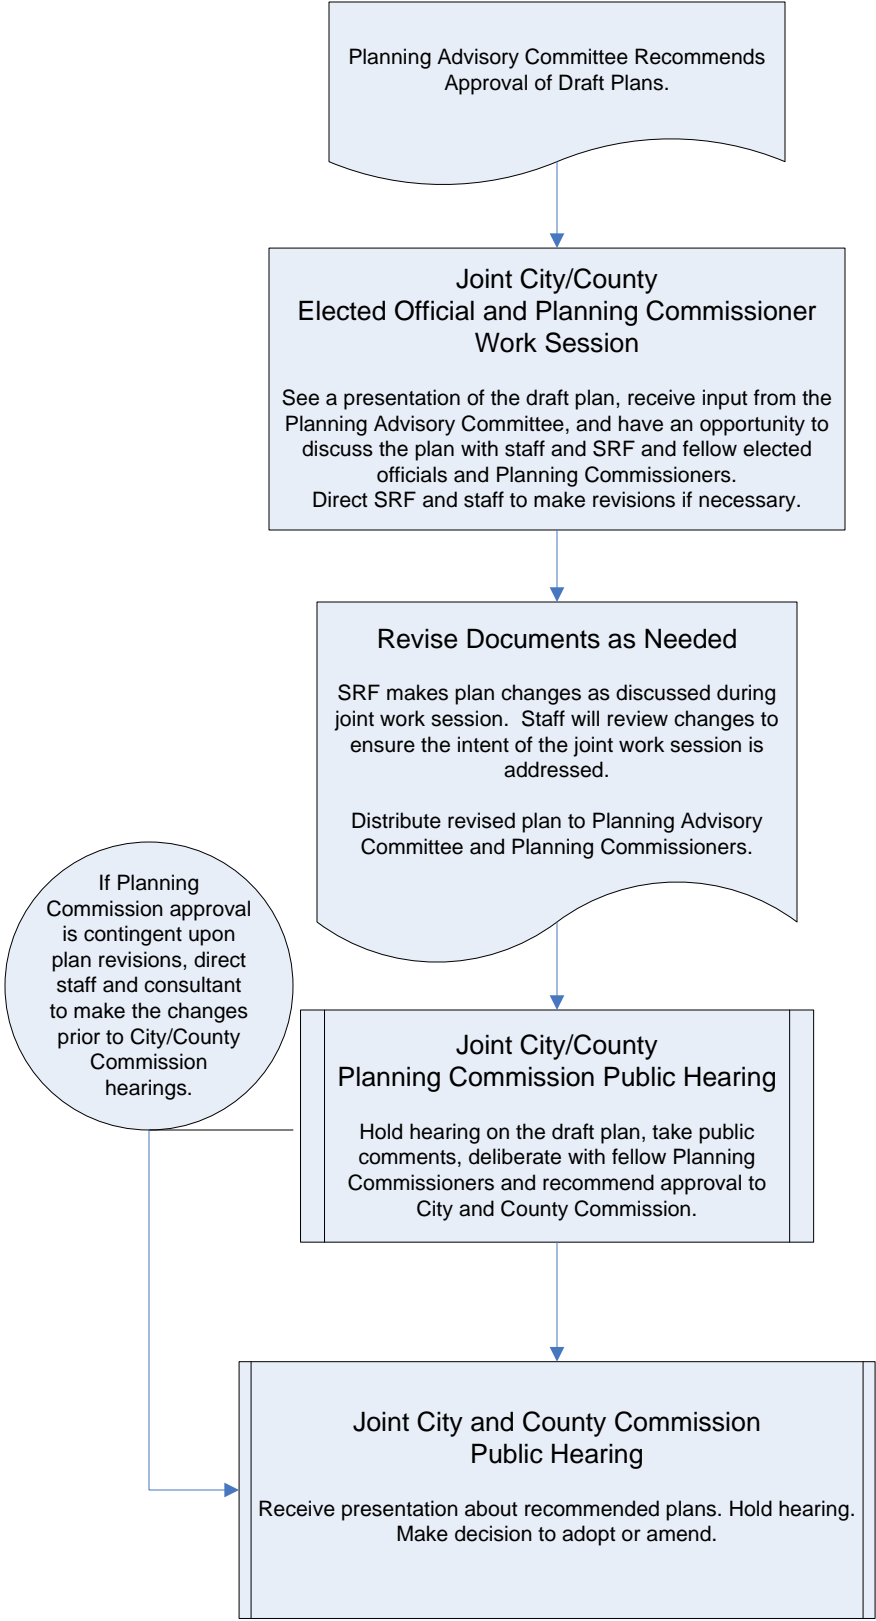 Planning Advisory Committee Recommends
Approval of Draft Plans.
Joint City/County
Elected Official and Planning Commissioner
Work Session
See a presentation of the draft plan, receive input from the
Planning Advisory Committee, and have an opportunity to
discuss the plan with staff and SRF and fellow elected
officials and Planning Commissioners.
Direct SRF and staff to make revisions if necessary.
Revise Documents as Needed
SRF makes plan changes as discussed during
joint work session.  Staff will review changes to
ensure the intent of the joint work session is
addressed.
Distribute revised plan to Planning Advisory
Committee and Planning Commissioners.
If Planning
Commission approval
is contingent upon
plan revisions, direct
staff and consultant
to make the changes
prior to City/County
Commission
hearings.
Joint City/County
Planning Commission Public Hearing
Hold hearing on the draft plan, take public
comments, deliberate with fellow Planning
Commissioners and recommend approval to
City and County Commission.
Joint City and County Commission
Public Hearing
Receive presentation about recommended plans. Hold hearing.
Make decision to adopt or amend.